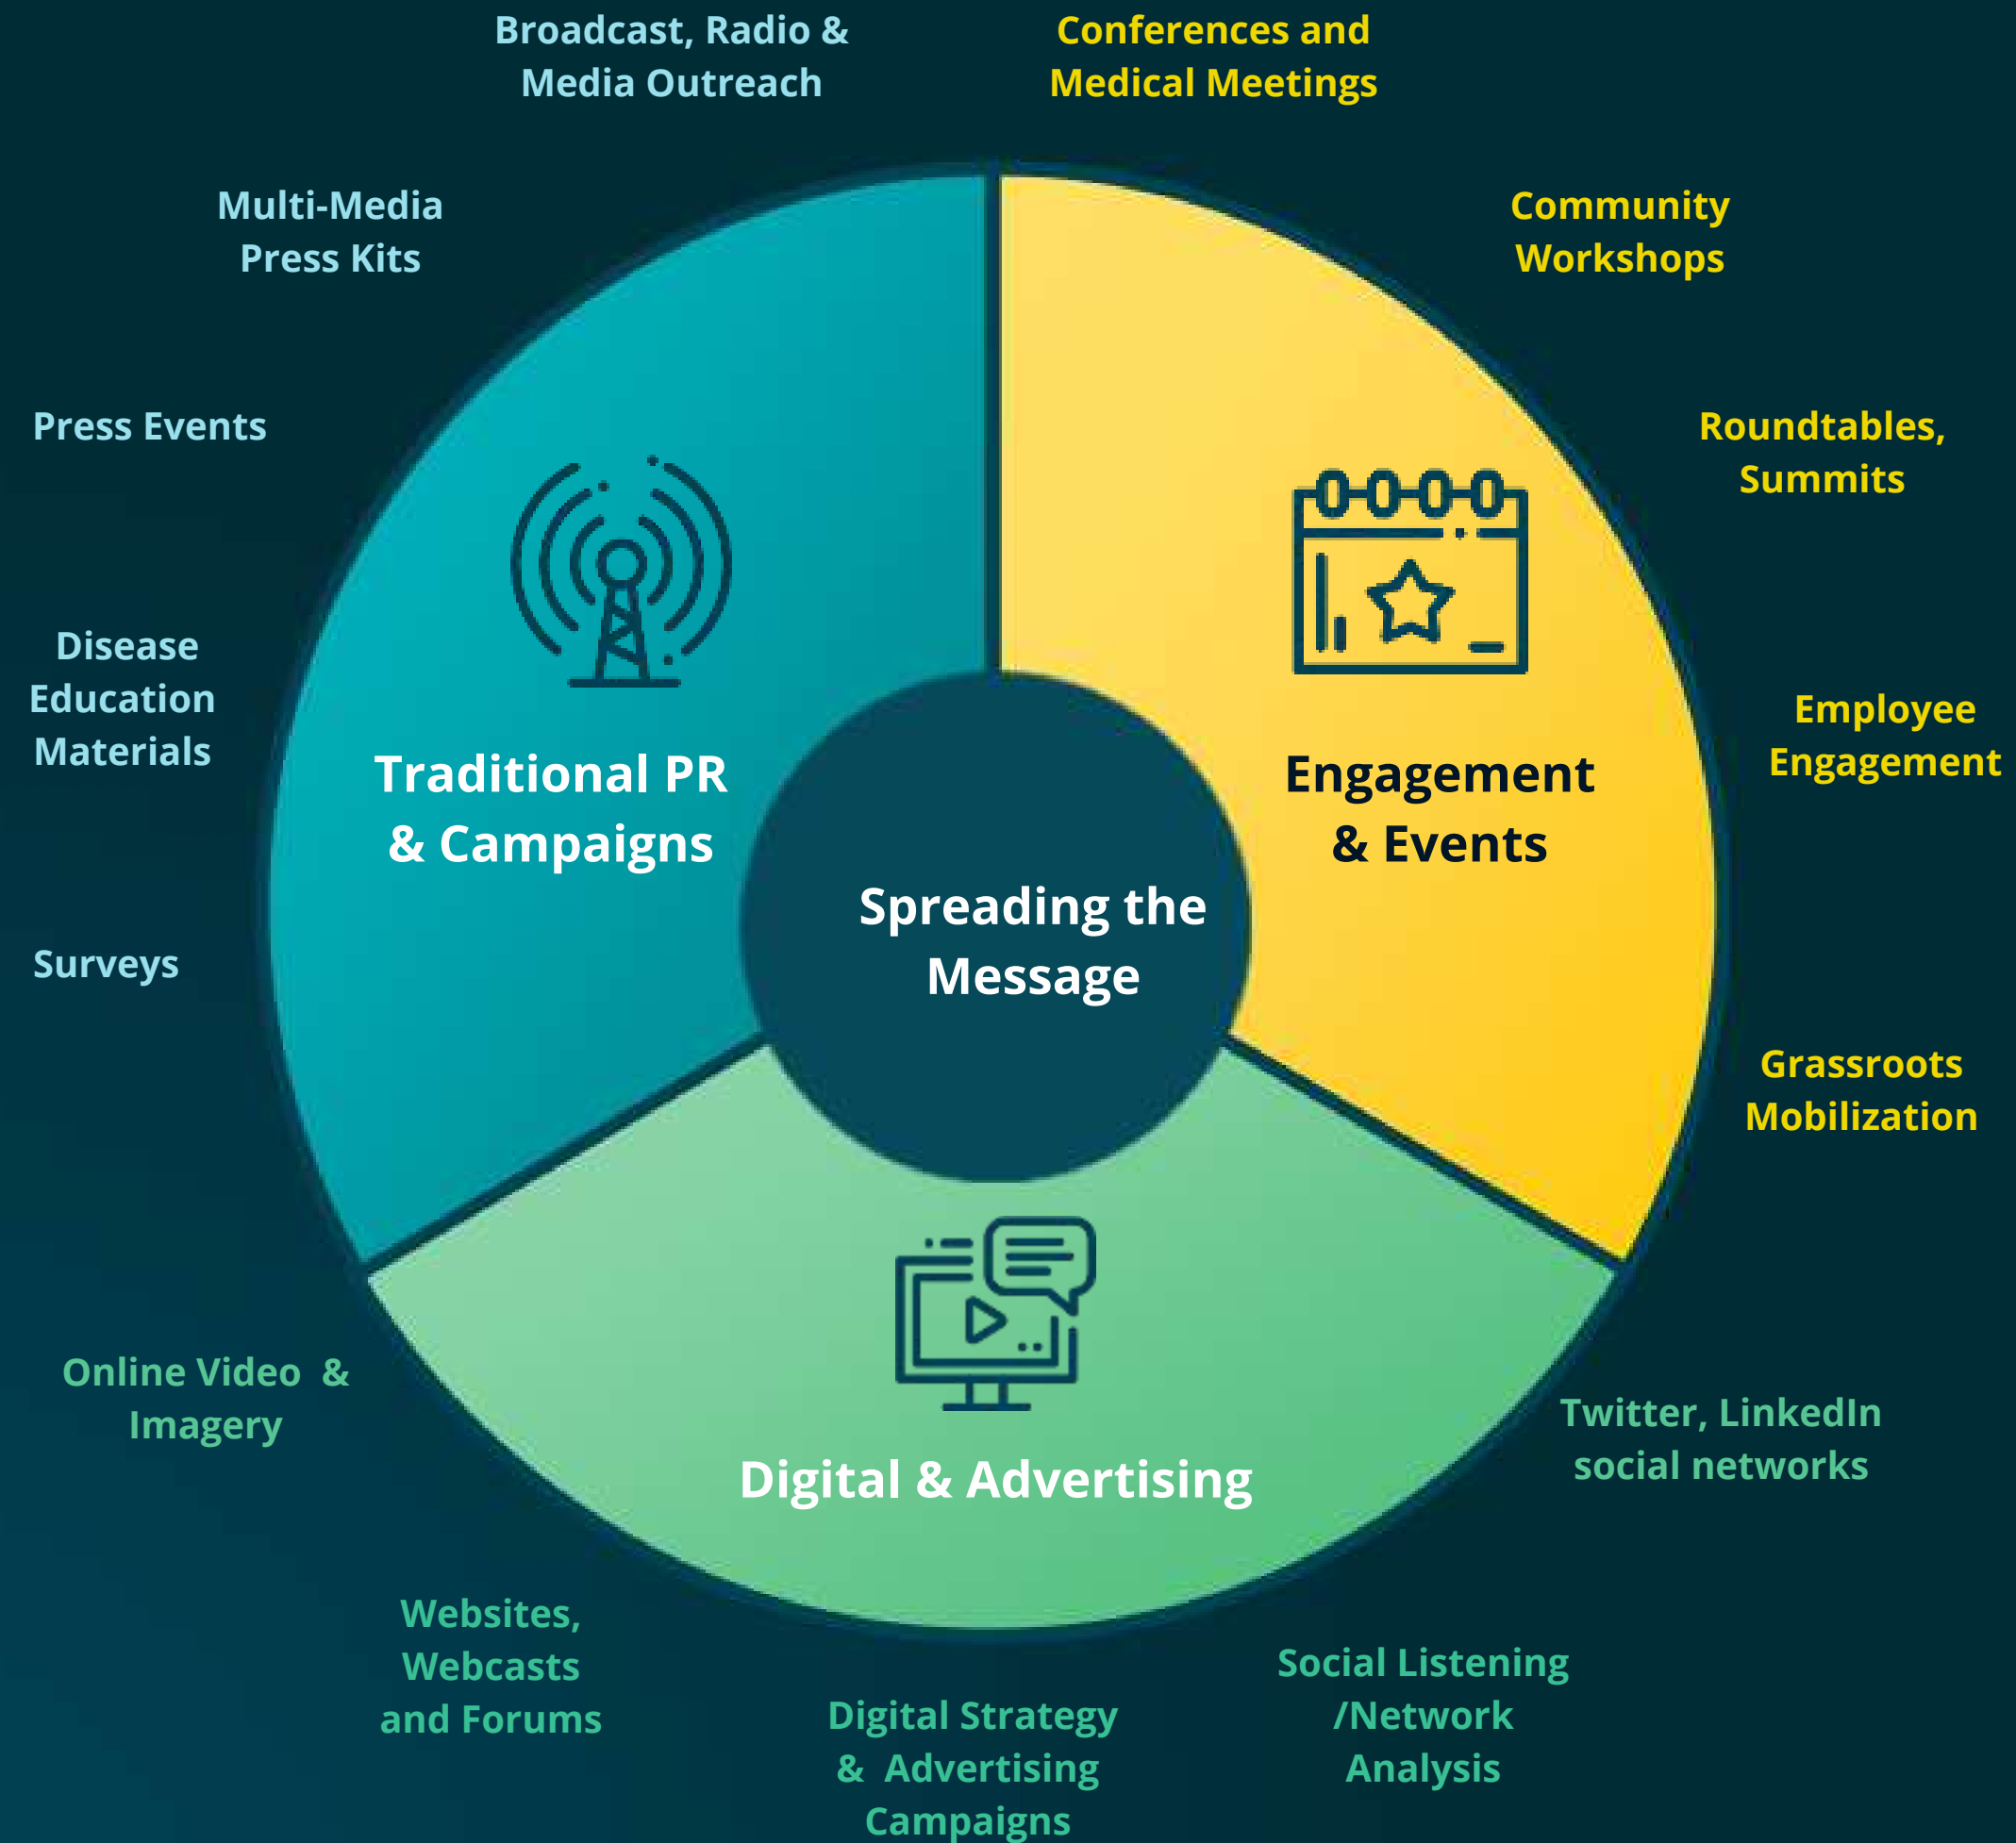 Broadcast, Radio &
Media Outreach
Conferences and
Medical Meetings
Multi-Media
Press Kits
Community
Workshops
Press Events
Roundtables,
Summits
Disease
Education
Materials
Employee
Engagement
Traditional PR
& Campaigns
Engagement
& Events
Spreading the
Message
Surveys
Grassroots
Mobilization
Online Video  &
Imagery
Twitter, LinkedIn
social networks
Digital & Advertising
Websites,
Webcasts
and Forums
Digital Strategy
&  Advertising
Campaigns
Social Listening
/Network
Analysis